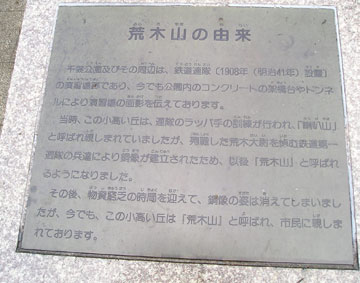 荒木山の由来
千葉公園及びその周辺は、鉄道連隊（1908年（明治41年）設置）
の演習作業場跡であり、今でも公園内のコンクリートの架橋台やトンネ
ルにより演習場の面影を伝えております。
当時、この小高い丘は、連隊のラッパ手の訓練が行われ、「喇叭山」
と呼ばれ親しまれていましたが、殉職した荒木大尉を悼む鉄道第一
連隊の兵達により銅像が建立されたため、以後「荒木山」と呼ばれ
るようになりました。
その後、物資窮乏の時局を迎えて、銅像の姿は消えてしまいまし
たが、今でも、この小高い丘は「荒木山」と呼ばれ、市民に親しま
れております。